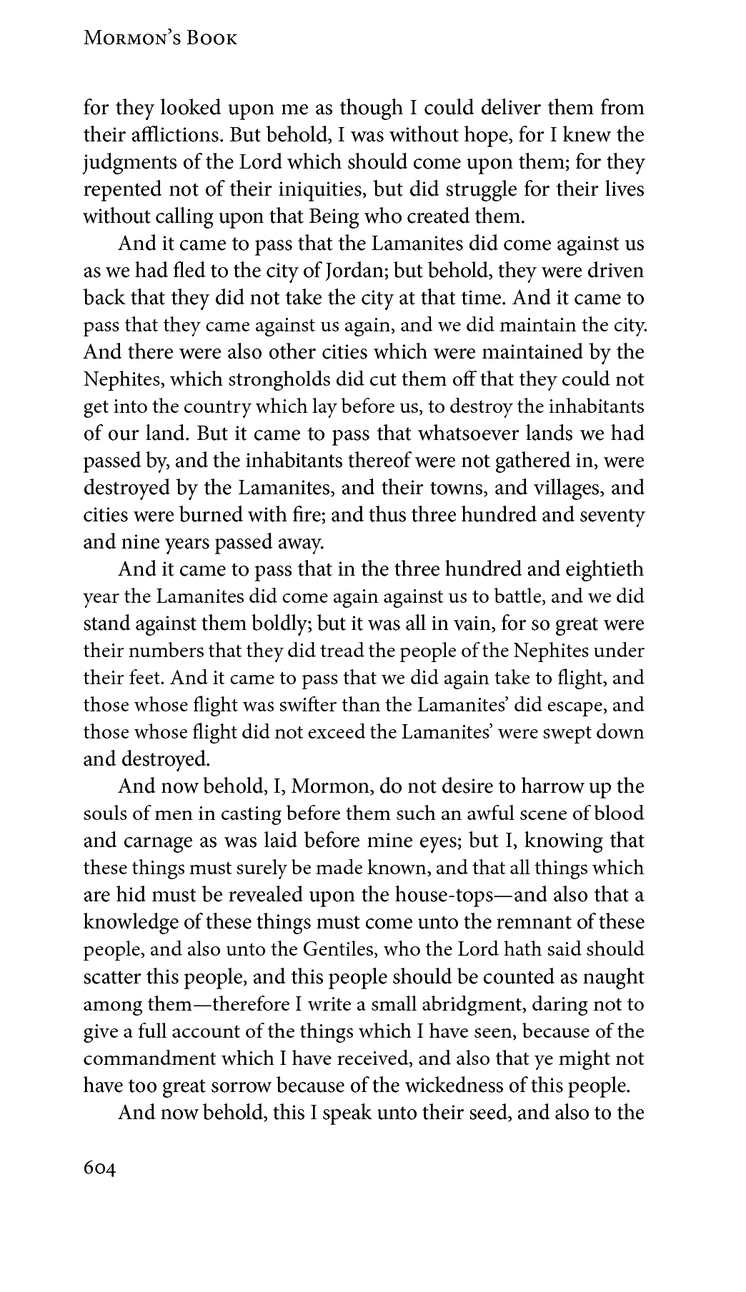 Mormon’s Book
for they looked upon me as though I could deliver them from
their afflictions. But behold, I was without hope, for I knew the
judgments of the Lord which should come upon them; for they
repented not of their iniquities, but did struggle for their lives
without calling upon that Being who created them.
And it came to pass that the Lamanites did come against us
as we had fled to the city of Jordan; but behold, they were driven
back that they did not take the city at that time. And it came to
pass that they came against us again, and we did maintain the city.
And there were also other cities which were maintained by the
Nephites, which strongholds did cut them off that they could not
get into the country which lay before us, to destroy the inhabitants
of our land. But it came to pass that whatsoever lands we had
passed by, and the inhabitants thereof were not gathered in, were
destroyed by the Lamanites, and their towns, and villages, and
cities were burned with fire; and thus three hundred and seventy
and nine years passed away.
And it came to pass that in the three hundred and eightieth
year the Lamanites did come again against us to battle, and we did
stand against them boldly; but it was all in vain, for so great were
their numbers that they did tread the people of the Nephites under
their feet. And it came to pass that we did again take to flight, and
those whose flight was swifter than the Lamanites’ did escape, and
those whose flight did not exceed the Lamanites’ were swept down
and destroyed.
And now behold, I, Mormon, do not desire to harrow up the
souls of men in casting before them such an awful scene of blood
and carnage as was laid before mine eyes; but I, knowing that
these things must surely be made known, and that all things which
are hid must be revealed upon the house-tops—and also that a
knowledge of these things must come unto the remnant of these
people, and also unto the Gentiles, who the Lord hath said should
scatter this people, and this people should be counted as naught
among them—therefore I write a small abridgment, daring not to
give a full account of the things which I have seen, because of the
commandment which I have received, and also that ye might not
have too great sorrow because of the wickedness of this people.
And now behold, this I speak unto their seed, and also to the
604